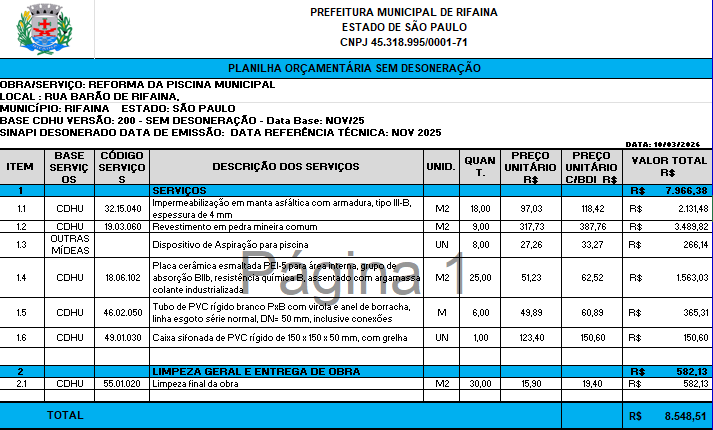 PREFEITURA MUNICIPAL DE RIFAINA
ESTADO DE SÃO PAULO
CNPJ 45.318.995/0001-71
PLANILHA ORÇAMENTÁRIA SEM DESONERAÇÃO
OBRA/SERVIÇO: REFORMA DA PISCINA MUNICIPAL
LOCAL : RUA BARÃO DE RIFAINA,
MUNICÍPIO: RIFAINA ESTADO: SÃO PAULO
BASE CDHU VERSÃO: 200 - SEM DESONERAÇÃO - Data Base: NOV/25
SINAPI DESONERADO DATA DE EMISSÃO: DATA REFERÊNCIA TÉCNICA: NOV 2025
DATA: 10/03/2026
ITEM BASE SERVIÇOS CÓDIGO SERVIÇOS DESCRIÇÃO DOS SERVIÇOS UNID. QUANT. PREÇO UNITÁRIO R$ PREÇO UNITÁRIO C/BDI R$ VALOR TOTAL R$
1 SERVIÇOS R$ 7.966,38
1.1 CDHU 32.15.040 Impermeabilização em manta asfáltica com armadura, tipo III-B, espessura de 4 mm M2 18,00 97,03 118,42 R$ 2.131,48
1.2 CDHU 19.03.060 Revestimento em pedra mineira comum M2 9,00 317,73 387,76 R$ 3.489,82
1.3 OUTRAS MÍDEAS Dispositivo de Aspiração para piscina UN 8,00 27,26 33,27 R$ 266,14
1.4 CDHU 18.06.102 Placa cerâmica esmaltada PEI-5 para área interna, grupo de absorção BIIb, resistência química B, assentado com argamassa colante industrializada M2 25,00 51,23 62,52 R$ 1.563,03
1.5 CDHU 46.02.050 Tubo de PVC rígido branco PxB com virola e anel de borracha, linha esgoto série normal, DN= 50 mm, inclusive conexões M 6,00 49,89 60,89 R$ 365,31
1.6 CDHU 49.01.030 Caixa sifonada de PVC rígido de 150 x 150 x 50 mm, com grelha UN 1,00 123,40 150,60 R$ 150,60
2 LIMPEZA GERAL E ENTREGA DE OBRA R$ 582,13
2.1 CDHU 55.01.020 Limpeza final da obra M2 30,00 15,90 19,40 R$ 582,13
TOTAL R$ 8.548,51
Página 1